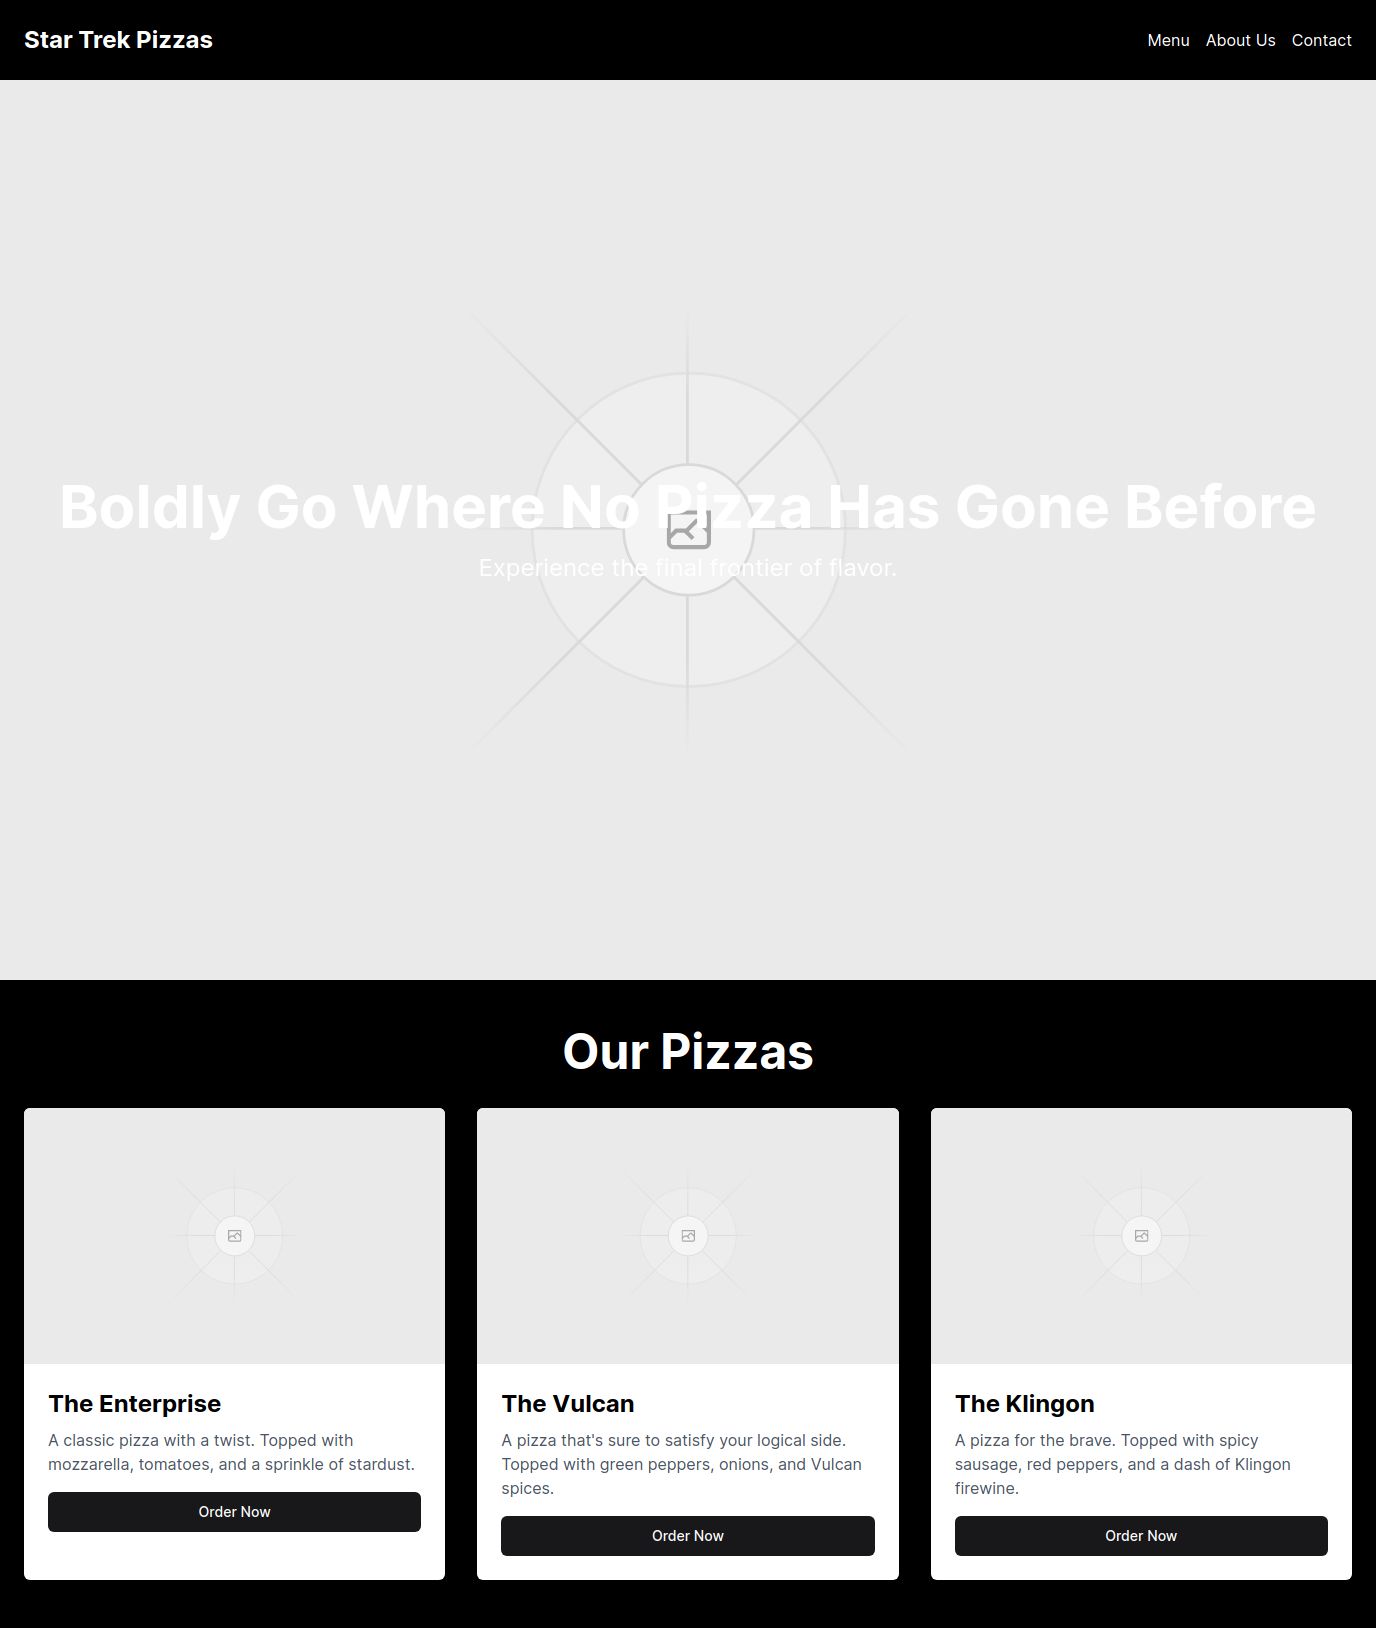 Star Trek Pizzas
Menu About Us Contact
Boldly Go Where No Pizza Has Gone Before
Experience the final frontier of flavor.
Our Pizzas
The Enterprise
A classic pizza with a twist. Topped with
mozzarella, tomatoes, and a sprinkle of stardust.
Order Now
The Vulcan
A pizza that's sure to satisfy your logical side.
Topped with green peppers, onions, and Vulcan
spices.
Order Now
The Klingon
A pizza for the brave. Topped with spicy
sausage, red peppers, and a dash of Klingon
firewine.
Order Now